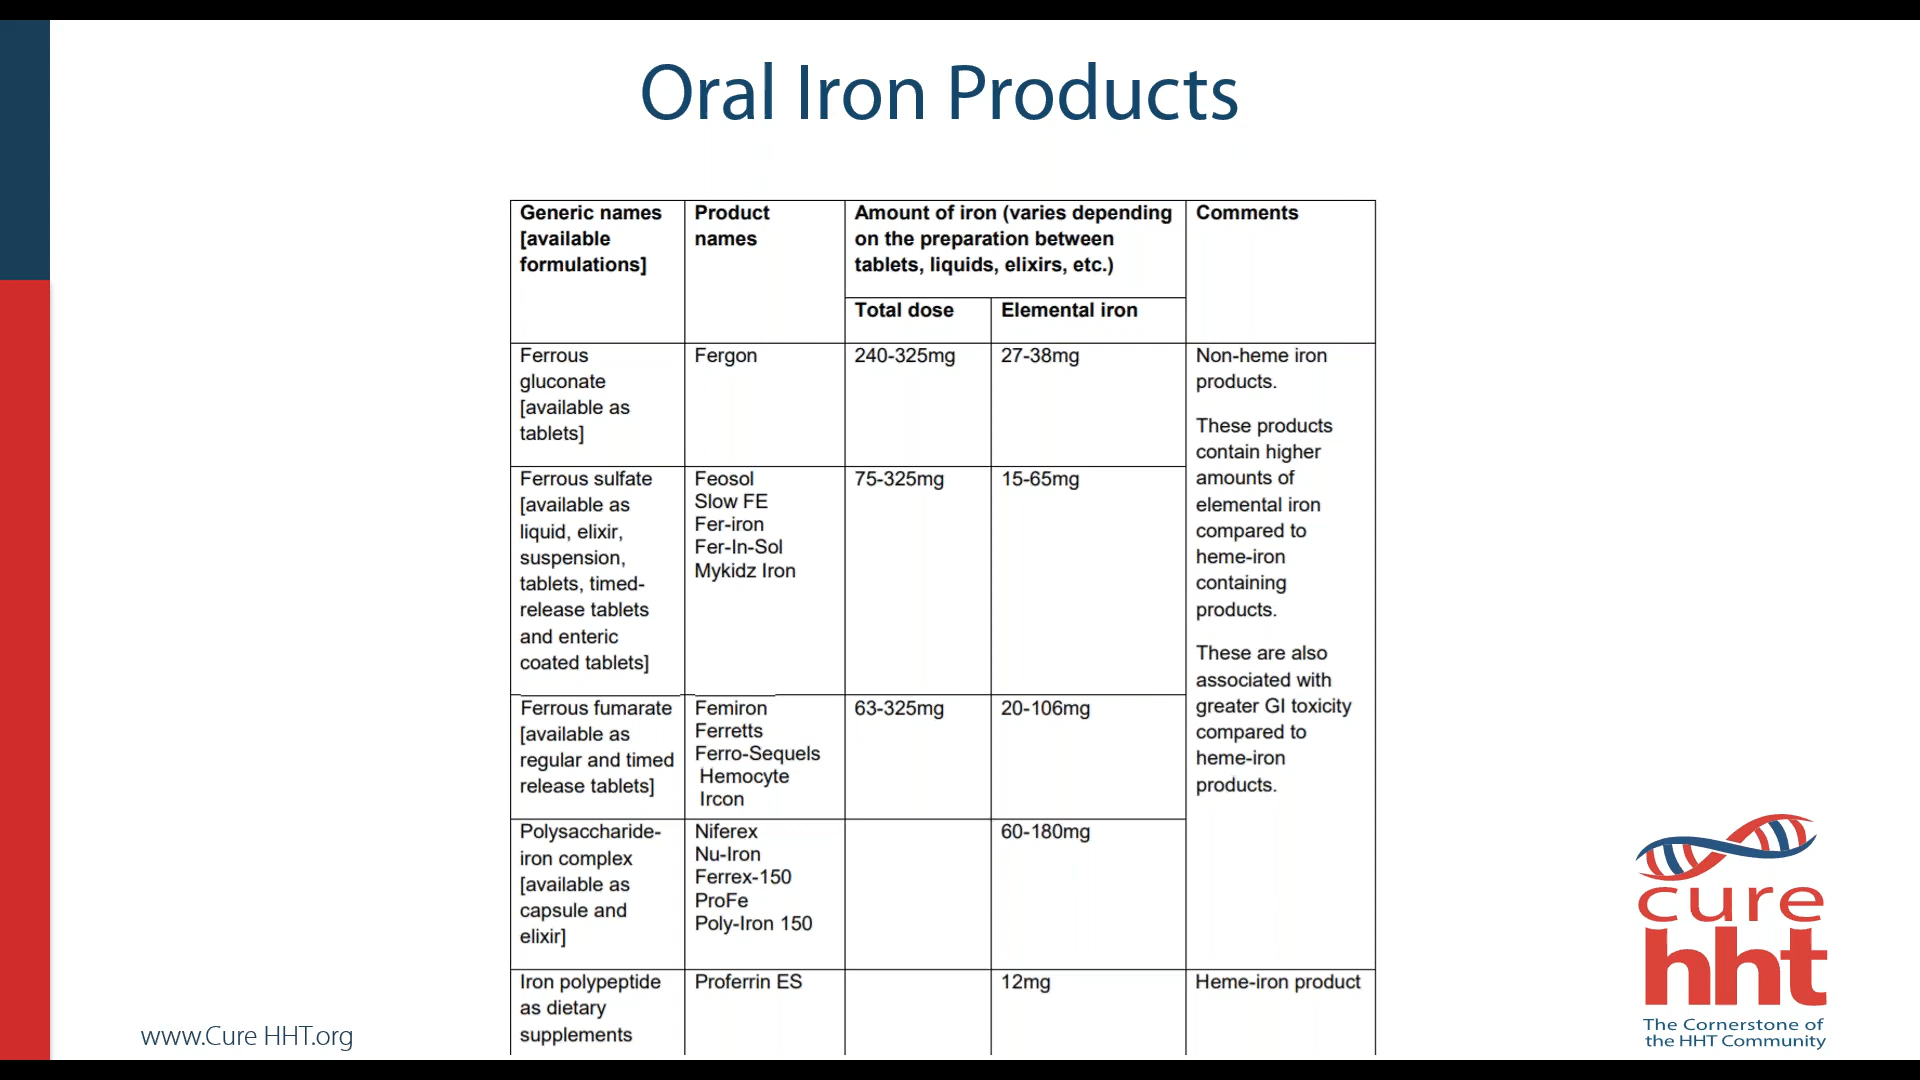 Oral Iron Products
Generic names
[available
formulations]
Product
names
Amount of iron (varies depending
on the preparation between
tablets, liquids, elixirs, etc.)
Comments
Total dose
Elemental iron
Ferrous
gluconate
[available as
tablets]
Fergon
240-325mg
27-38mg
Non-heme iron
products.
These products
contain higher
amounts of
elemental iron
compared to
heme-iron
containing
products.
These are also
associated with
greater GI toxicity
compared to
heme-iron
products.
Ferrous sulfate
[available as
liquid, elixir,
suspension,
tablets, timed-
release tablets
and enteric
coated tablets]
Feosol
Slow FE
Fer-iron
Fer-In-Sol
Mykidz Iron
75-325mg
15-65mg
Ferrous fumarate
[available as
regular and timed
release tablets]
Femiron
Ferretts
Ferro-Sequels
Hemocyte
Ircon
63-325mg
20-106mg
Polysaccharide-
iron complex
[available as
capsule and
elixir]
Niferex
Nu-Iron
Ferrex-150
ProFe
Poly-Iron 150
60-180mg
Iron polypeptide
as dietary
supplements
Proferrin ES
12mg
Heme-iron product
www.Cure HHT.org
cure
hht
The Cornerstone of
the HHT Community